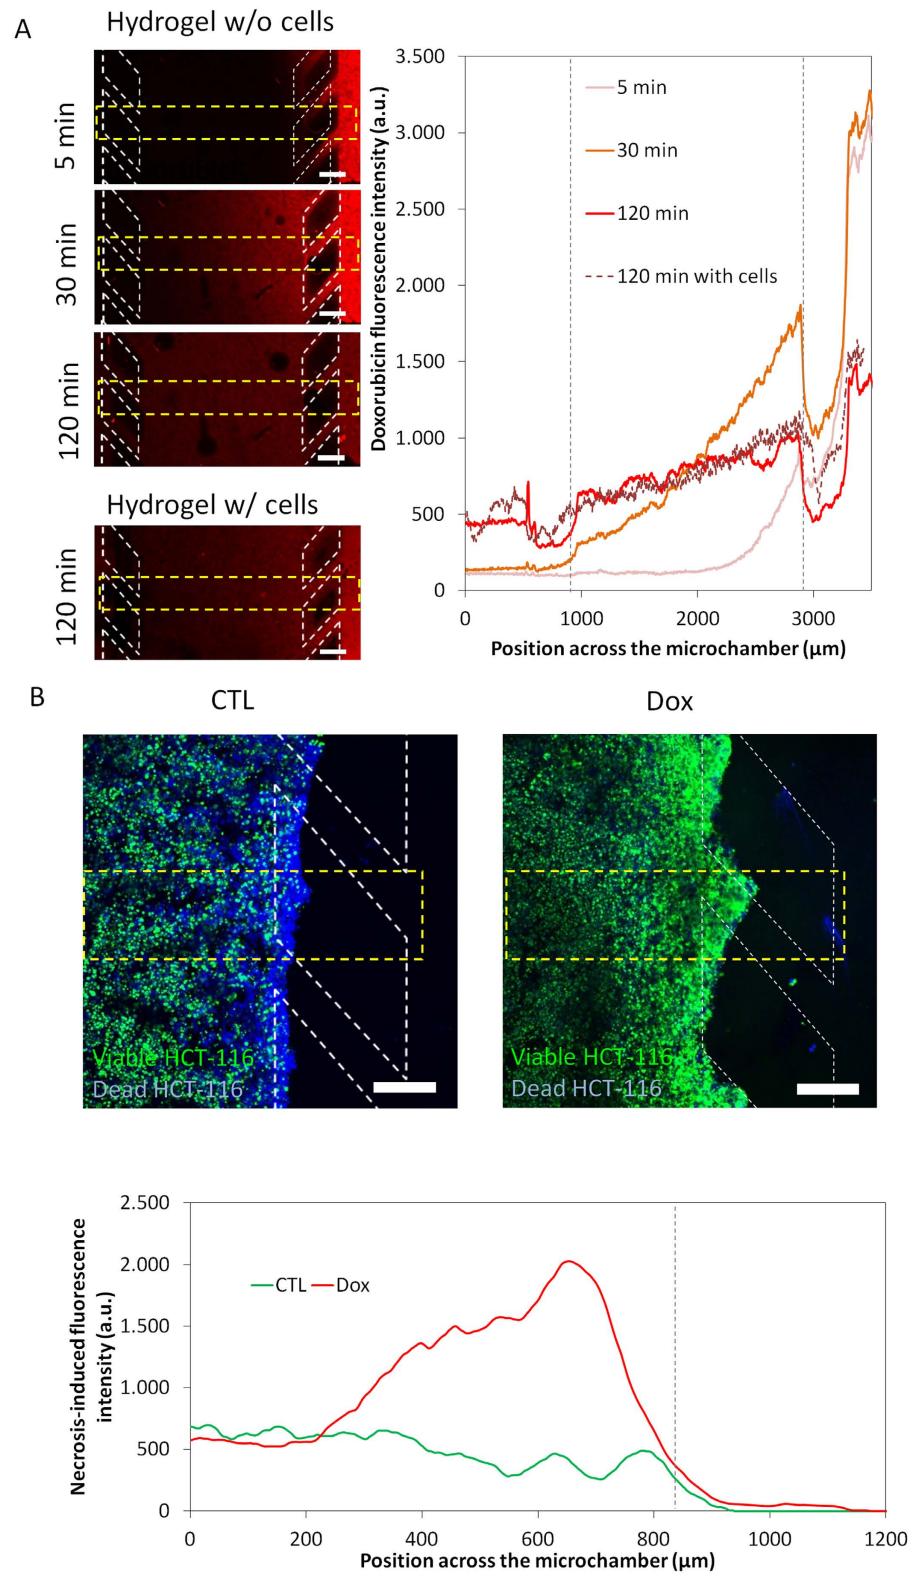 A
Hydrogel w/o cells
5 min
30 min
120 min
Hydrogel w/ cells
120 min
Doxorubicin fluorescence intensity (a.u.)
3.500
3.000
2.500
2.000
1.500
1.000
500
0
5 min
30 min
120 min
120 min with cells
0 1000 2000 3000
Position across the microchamber (µm)
B
CTL
Dox
Viable HCT-116
Dead HCT-116
Viable HCT-116
Dead HCT-116
Necrosis-induced fluorescence
intensity (a.u.)
2.500
2.000
1.500
1.000
500
0
CTL Dox
0 200 400 600 800 1000 1200
Position across the microchamber (µm)